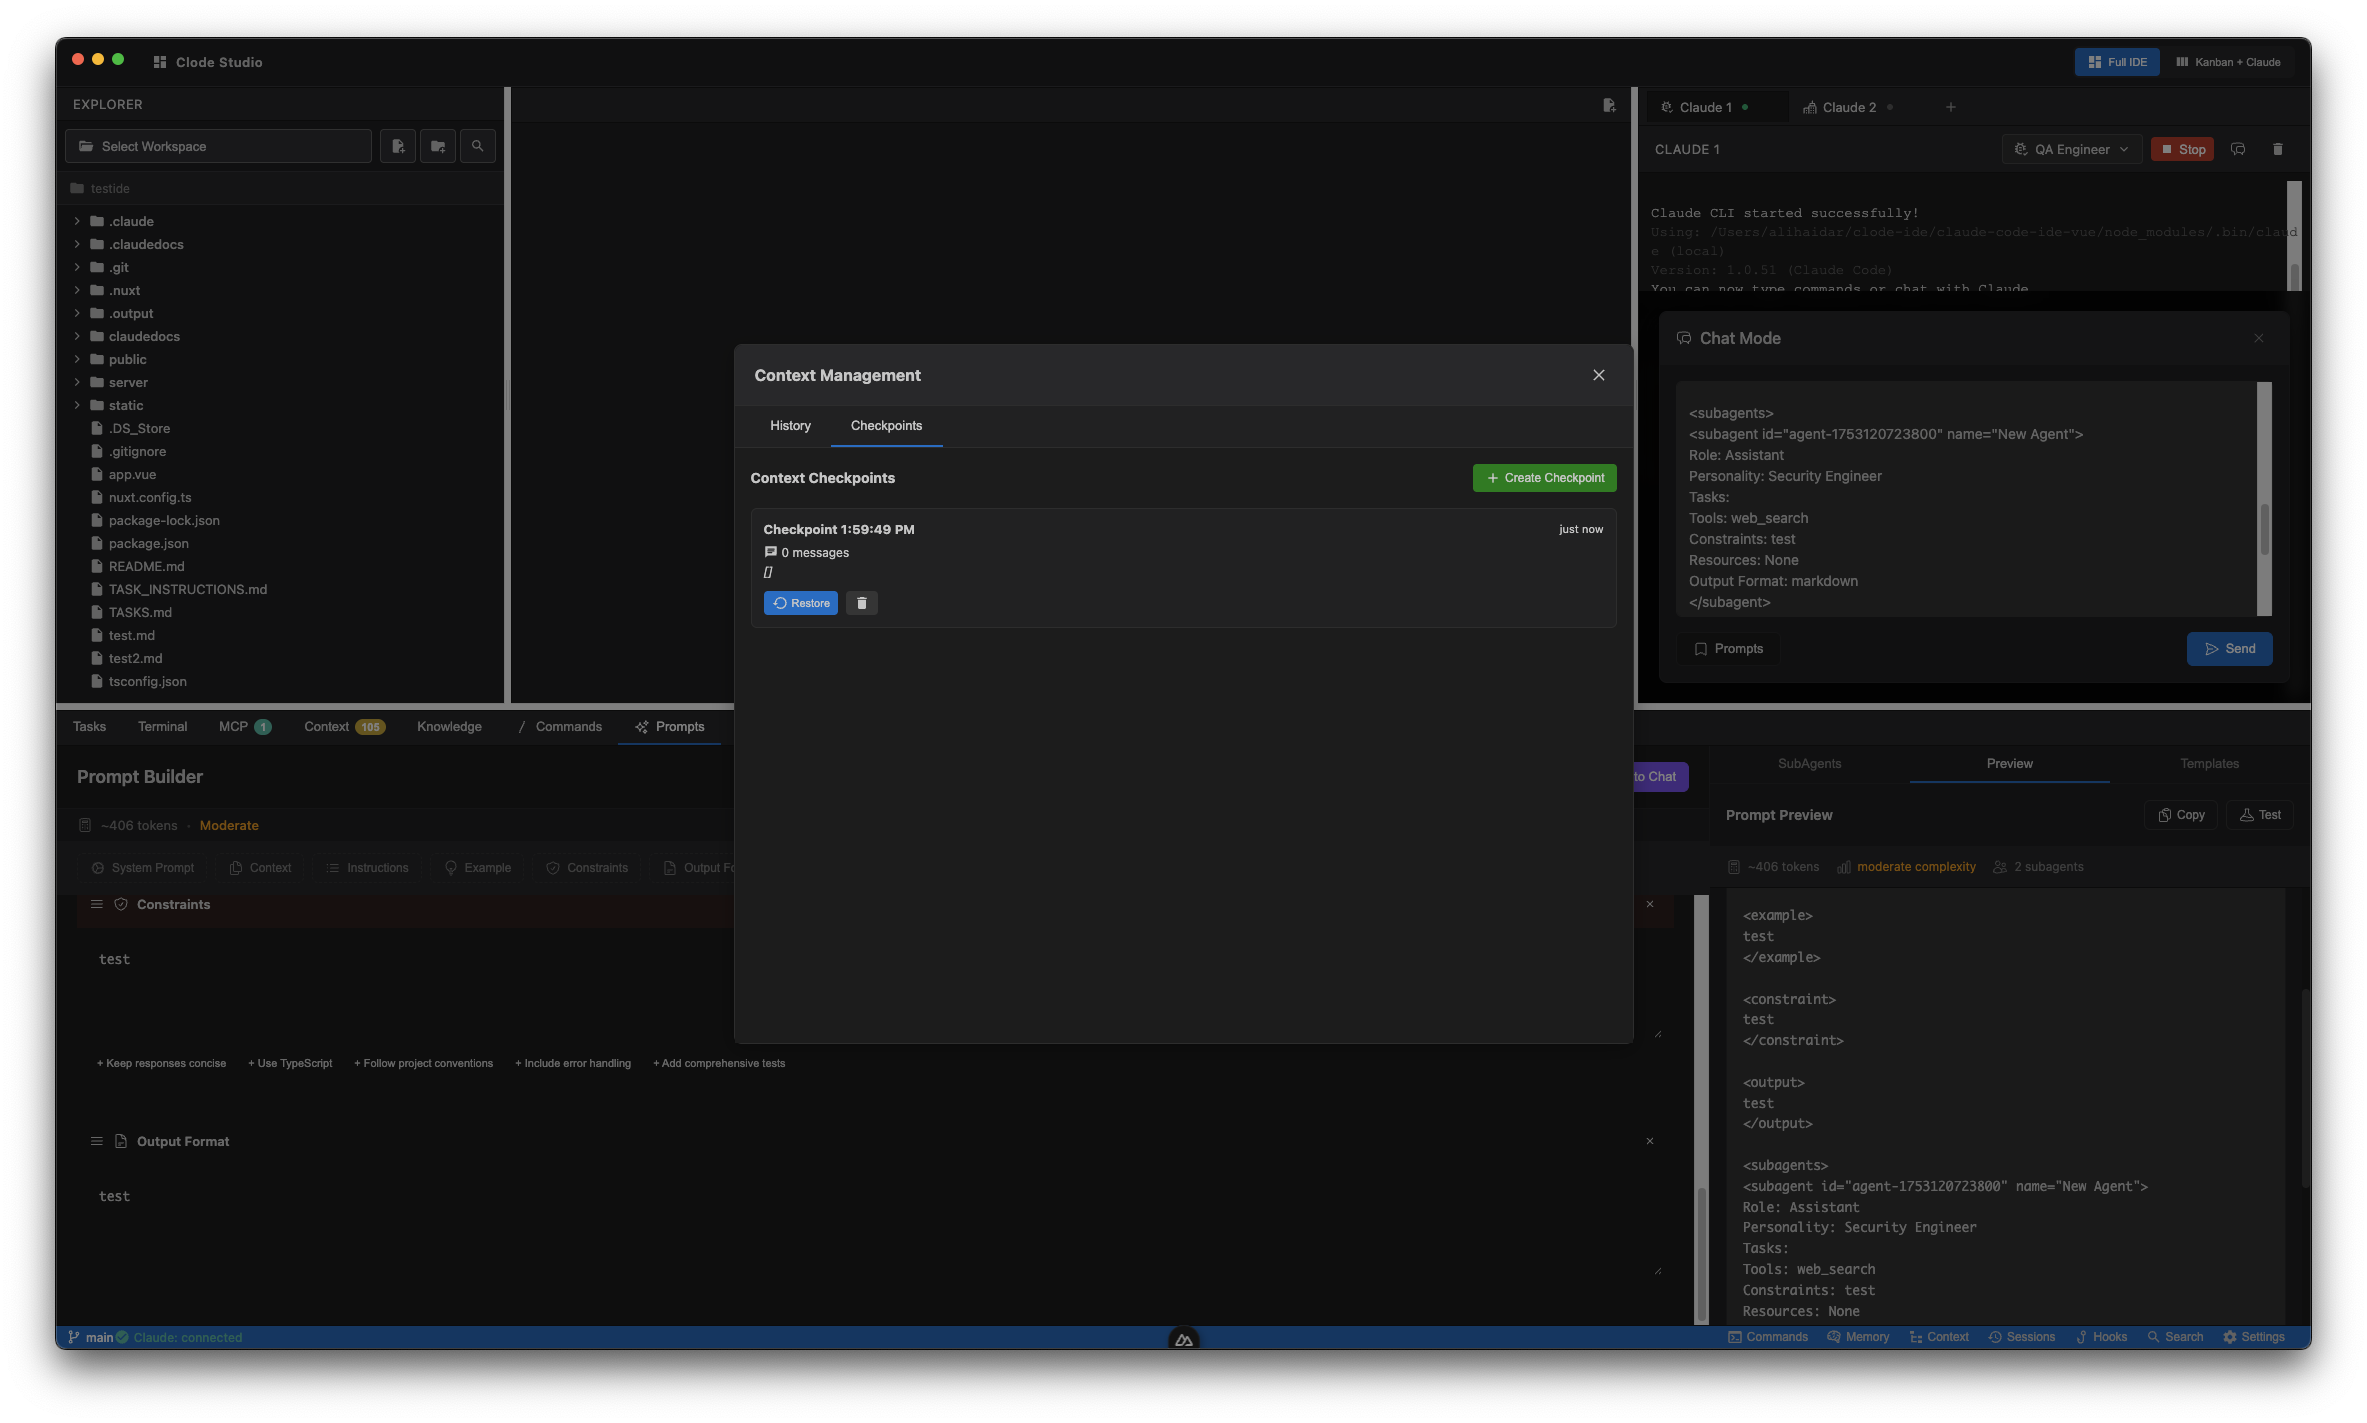 Clode Studio
Full IDE
Kanban + Claude
EXPLORER
Select Workspace
testide
.claude
.claudedocs
.git
.nuxt
.output
claudedocs
public
server
static
.DS_Store
.gitignore
app.vue
nuxt.config.ts
package-lock.json
package.json
README.md
TASK_INSTRUCTIONS.md
TASKS.md
test.md
test2.md
tsconfig.json
Claude 1
Claude 2
CLAUDE 1
QA Engineer
Stop
Claude CLI started successfully!
Using: /Users/alihaidar/clode-ide/claude-code-ide-vue/node_modules/.bin/claud
e (local)
Version: 1.0.51 (Claude Code)
You can now type commands or chat with Claude
Chat Mode
<subagents>
<subagent id="agent-1753120723800" name="New Agent">
Role: Assistant
Personality: Security Engineer
Tasks:
Tools: web_search
Constraints: test
Resources: None
Output Format: markdown
</subagent>
Prompts
Send
Context Management
History
Checkpoints
Context Checkpoints
+ Create Checkpoint
Checkpoint 1:59:49 PM
just now
0 messages
[]
Restore
Tasks
Terminal
MCP 1
Context 105
Knowledge
/ Commands
Prompts
Prompt Builder
to Chat
~406 tokens · Moderate
System Prompt
Context
Instructions
Example
Constraints
Output Fo
Constraints
test
+ Keep responses concise
+ Use TypeScript
+ Follow project conventions
+ Include error handling
+ Add comprehensive tests
Output Format
test
SubAgents
Preview
Templates
Prompt Preview
Copy
Test
~406 tokens
moderate complexity
2 subagents
<example>
test
</example>
<constraint>
test
</constraint>
<output>
test
</output>
<subagents>
<subagent id="agent-1753120723800" name="New Agent">
Role: Assistant
Personality: Security Engineer
Tasks:
Tools: web_search
Constraints: test
Resources: None
main
Claude: connected
Commands
Memory
Context
Sessions
Hooks
Search
Settings